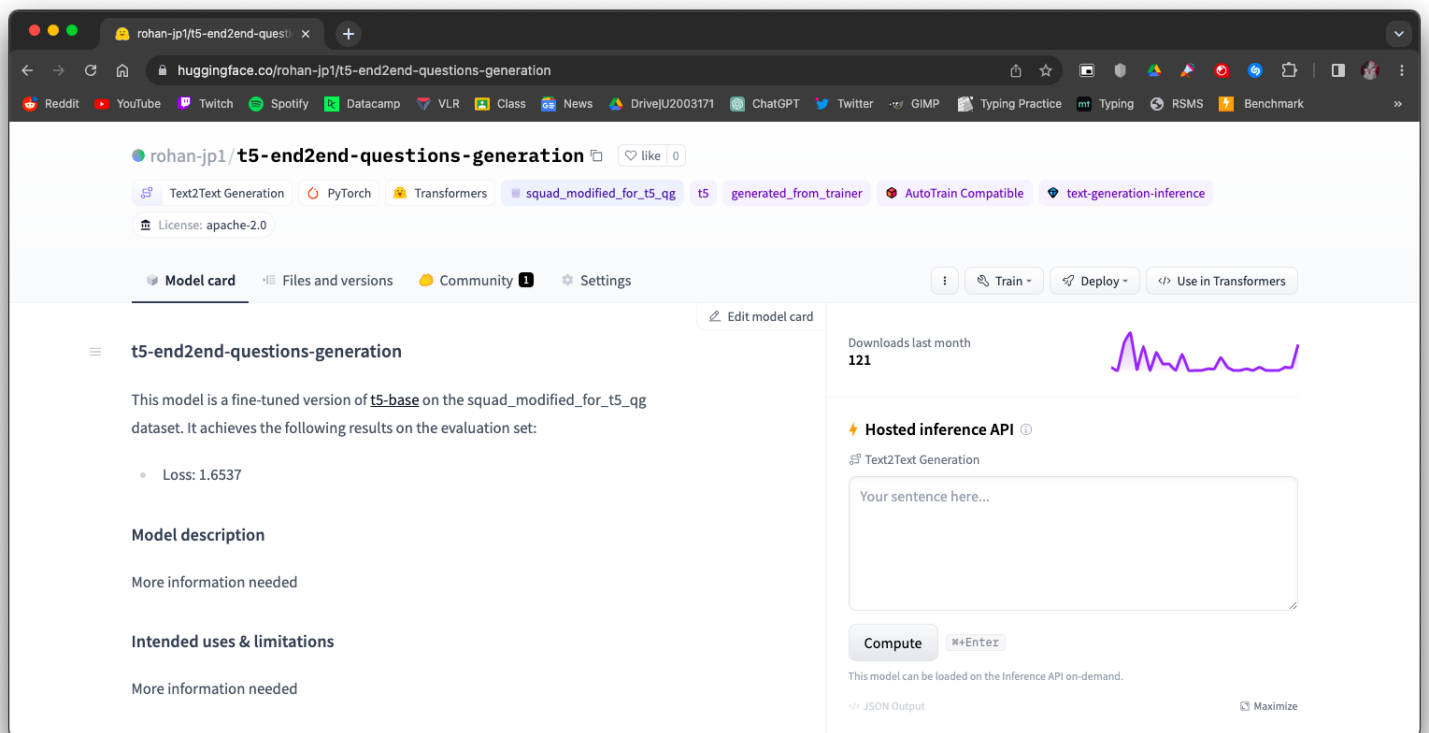 rohan-jp1/t5-end2end-questi
huggingface.co/rohan-jp1/t5-end2end-questions-generation
Reddit YouTube Twitch Spotify Datacamp VLR Class News Drive|U2003171 ChatGPT Twitter GIMP Typing Practice mt Typing RSMS Benchmark »
rohan-jp1/t5-end2end-questions-generation like 0
Text2Text Generation PyTorch Transformers squad_modified_for_t5_qg t5 generated_from_trainer AutoTrain Compatible text-generation-inference
License: apache-2.0
Model card Files and versions Community 1 Settings Train Deploy </> Use in Transformers
Edit model card
t5-end2end-questions-generation
This model is a fine-tuned version of t5-base on the squad_modified_for_t5_qg
dataset. It achieves the following results on the evaluation set:
Loss: 1.6537
Model description
More information needed
Intended uses & limitations
More information needed
Downloads last month
121
Hosted inference API
Text2Text Generation
Your sentence here...
Compute ⌘+Enter
This model can be loaded on the Inference API on-demand.
</> JSON Output Maximize